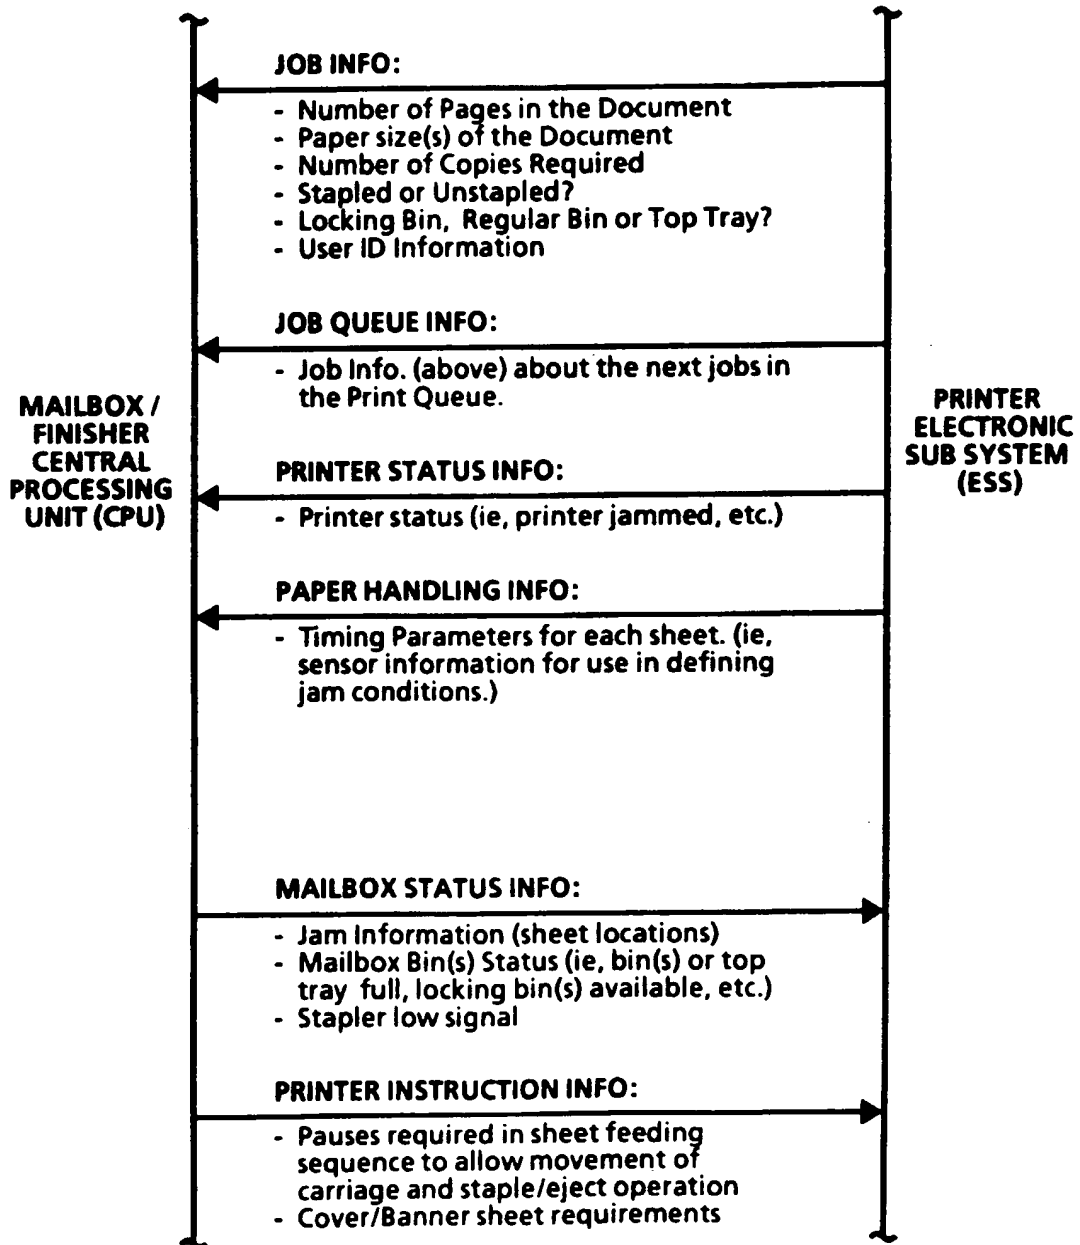 JOB INFO:
- Number of Pages in the Document
- Paper size(s) of the Document
- Number of Copies Required
- Stapled or Unstapled?
- Locking Bin, Regular Bin or Top Tray?
- User ID Information
JOB QUEUE INFO:
- Job Info. (above) about the next jobs in
the Print Queue.
MAILBOX /
FINISHER
CENTRAL
PROCESSING
UNIT (CPU)
PRINTER
ELECTRONIC
SUB SYSTEM
(ESS)
PRINTER STATUS INFO:
- Printer status (ie, printer jammed, etc.)
PAPER HANDLING INFO:
- Timing Parameters for each sheet. (ie,
sensor information for use in defining
jam conditions.)
MAILBOX STATUS INFO:
- Jam Information (sheet locations)
- Mailbox Bin(s) Status (ie, bin(s) or top
tray full, locking bin(s) available, etc.)
- Stapler low signal
PRINTER INSTRUCTION INFO:
- Pauses required in sheet feeding
sequence to allow movement of
carriage and staple/eject operation
- Cover/Banner sheet requirements